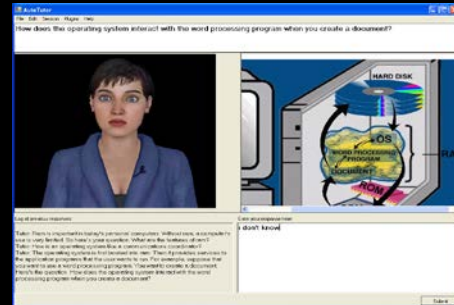 AutoTutor
File Edit Session Plugins Help
How does the operating system interact with the word processing program when you create a document?
HARD DISK
OS
WORD PROCESSING
PROGRAM
DOCUMENT
ROM
RA
Log of previous responses
Enter your response here
i don't know
Tutor: Ram is important in today's personal computers. Without ram, a computer's
use is very limited. So here's your question. What are the features of ram?
Tutor: How is an operating system like a communications coordinator?
Tutor: The operating system is first booted into ram. Then it provides services to
the application programs that the user wants to run. For example, suppose that
you want to use a word processing program. You want to create a document.
Here's the question. How does the operating system interact with the word
processing program when you create a document?
Submit